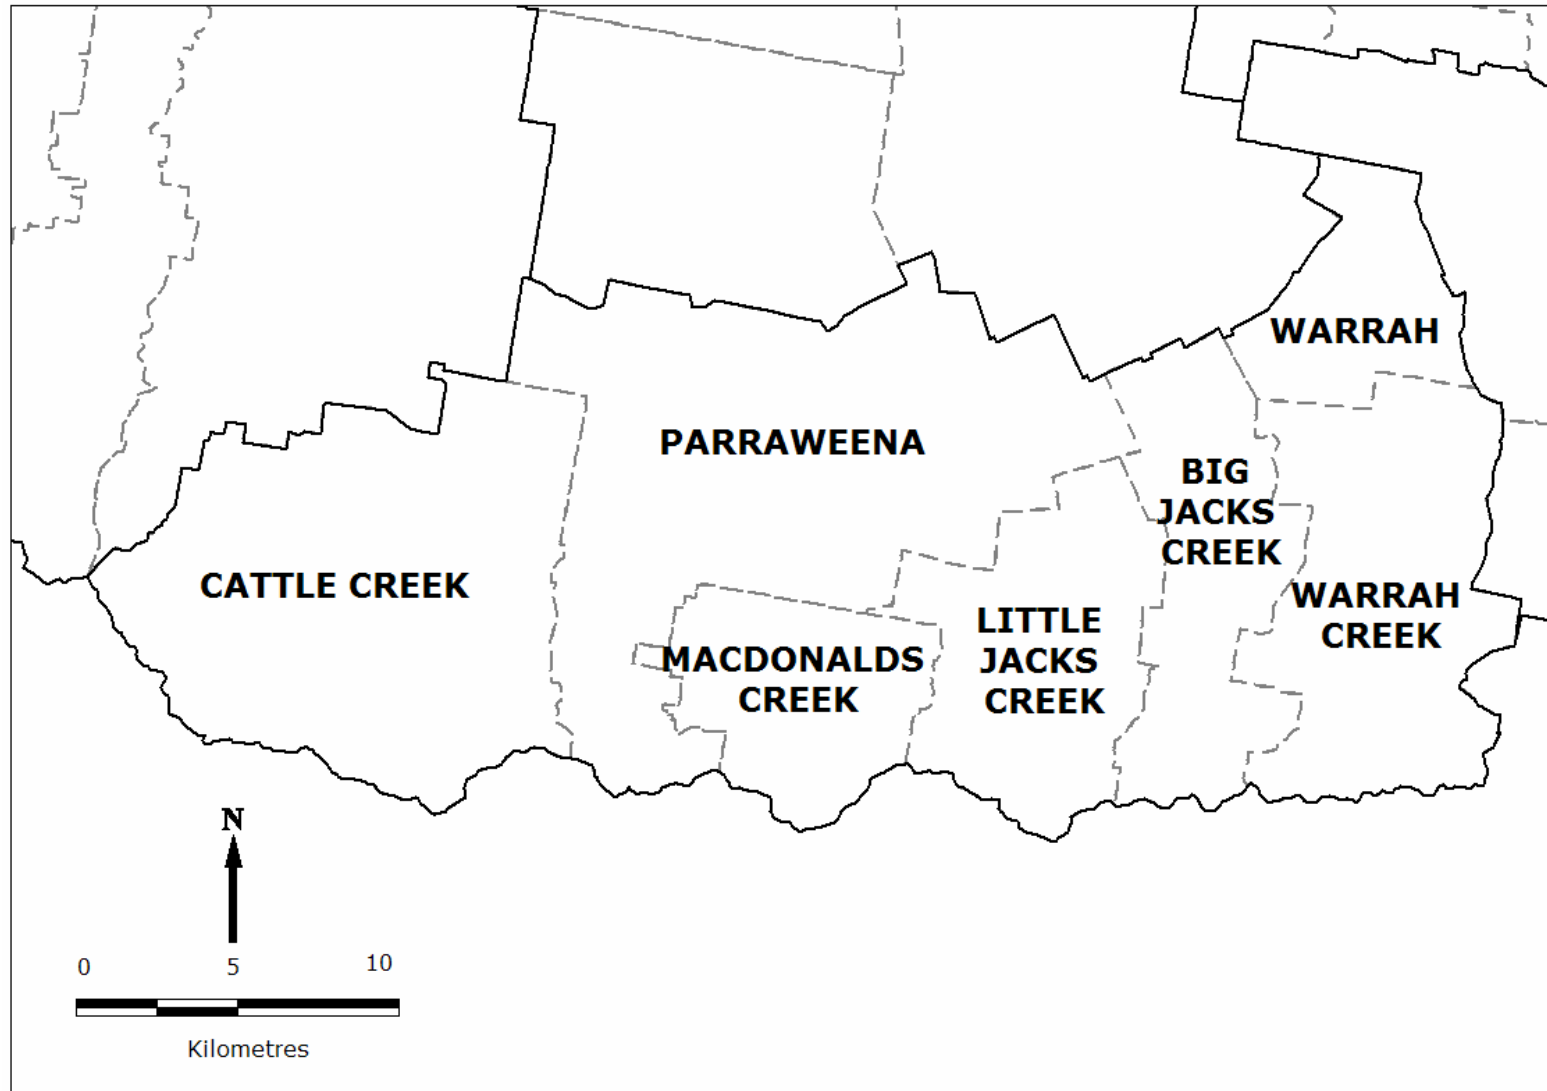 WARRAH
PARRAWEENA
BIG
JACKS
CREEK
CATTLE CREEK
WARRAH
CREEK
LITTLE
JACKS
CREEK
MACDONALDS
CREEK
N
0 5 10
Kilometres